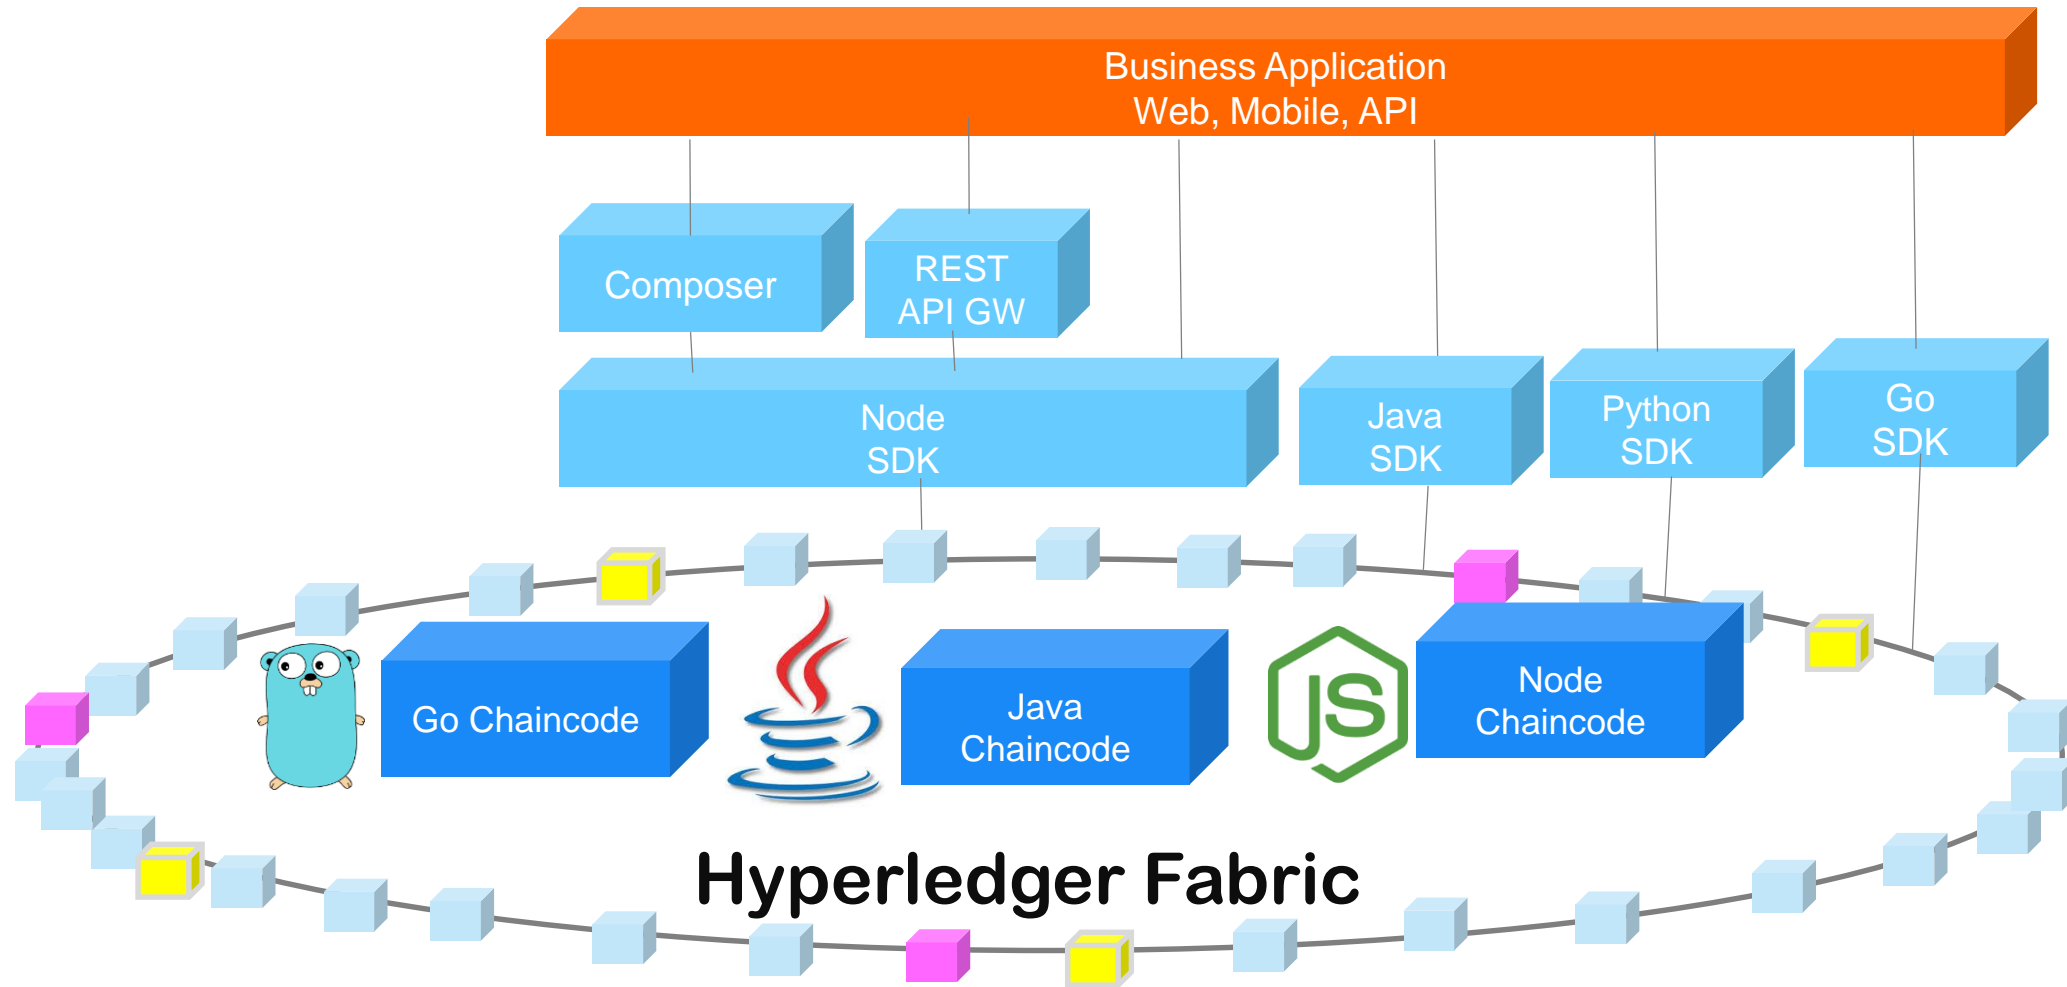 Business Application
Web, Mobile, API
Composer
REST
API GW
Node
SDK
Java
SDK
Python
SDK
Go
SDK
Go Chaincode
Java
Chaincode
JS
Node
Chaincode
Hyperledger Fabric